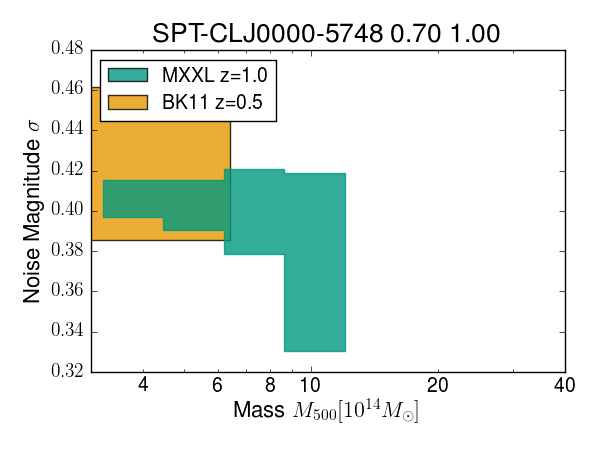 SPT-CLJ0000-5748 0.70 1.00
MXXL z=1.0
BK11 z=0.5
Noise Magnitude σ
0.48
0.46
0.44
0.42
0.40
0.38
0.36
0.34
0.32
4 6 8 10 20 40
Mass M₅₀₀[10¹⁴M⊙]